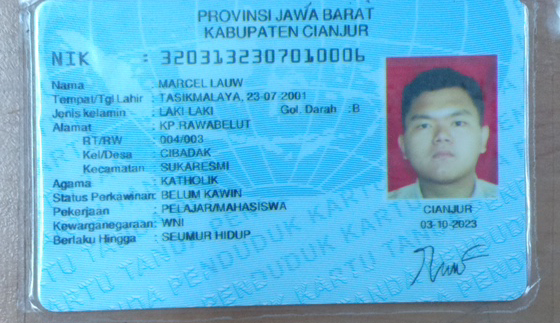 PROVINSI JAWA BARAT
KABUPATEN CIANJUR
NIK : 3203132307010006
Nama : MARCEL LAUW
Tempat/Tgl Lahir : TASIKMALAYA, 23-07-2001
Jenis kelamin : LAKI-LAKI Gol. Darah : B
Alamat : KP.RAWABELUT
RT/RW : 004/003
Kel/Desa : CIBADAK
Kecamatan : SUKARESMI
Agama : KATHOLIK
Status Perkawinan: BELUM KAWIN
Pekerjaan : PELAJAR/MAHASISWA
Kewarganegaraan: WNI
Berlaku Hingga : SEUMUR HIDUP
CIANJUR
03-10-2023
KARTU TANDA PENDUDUK